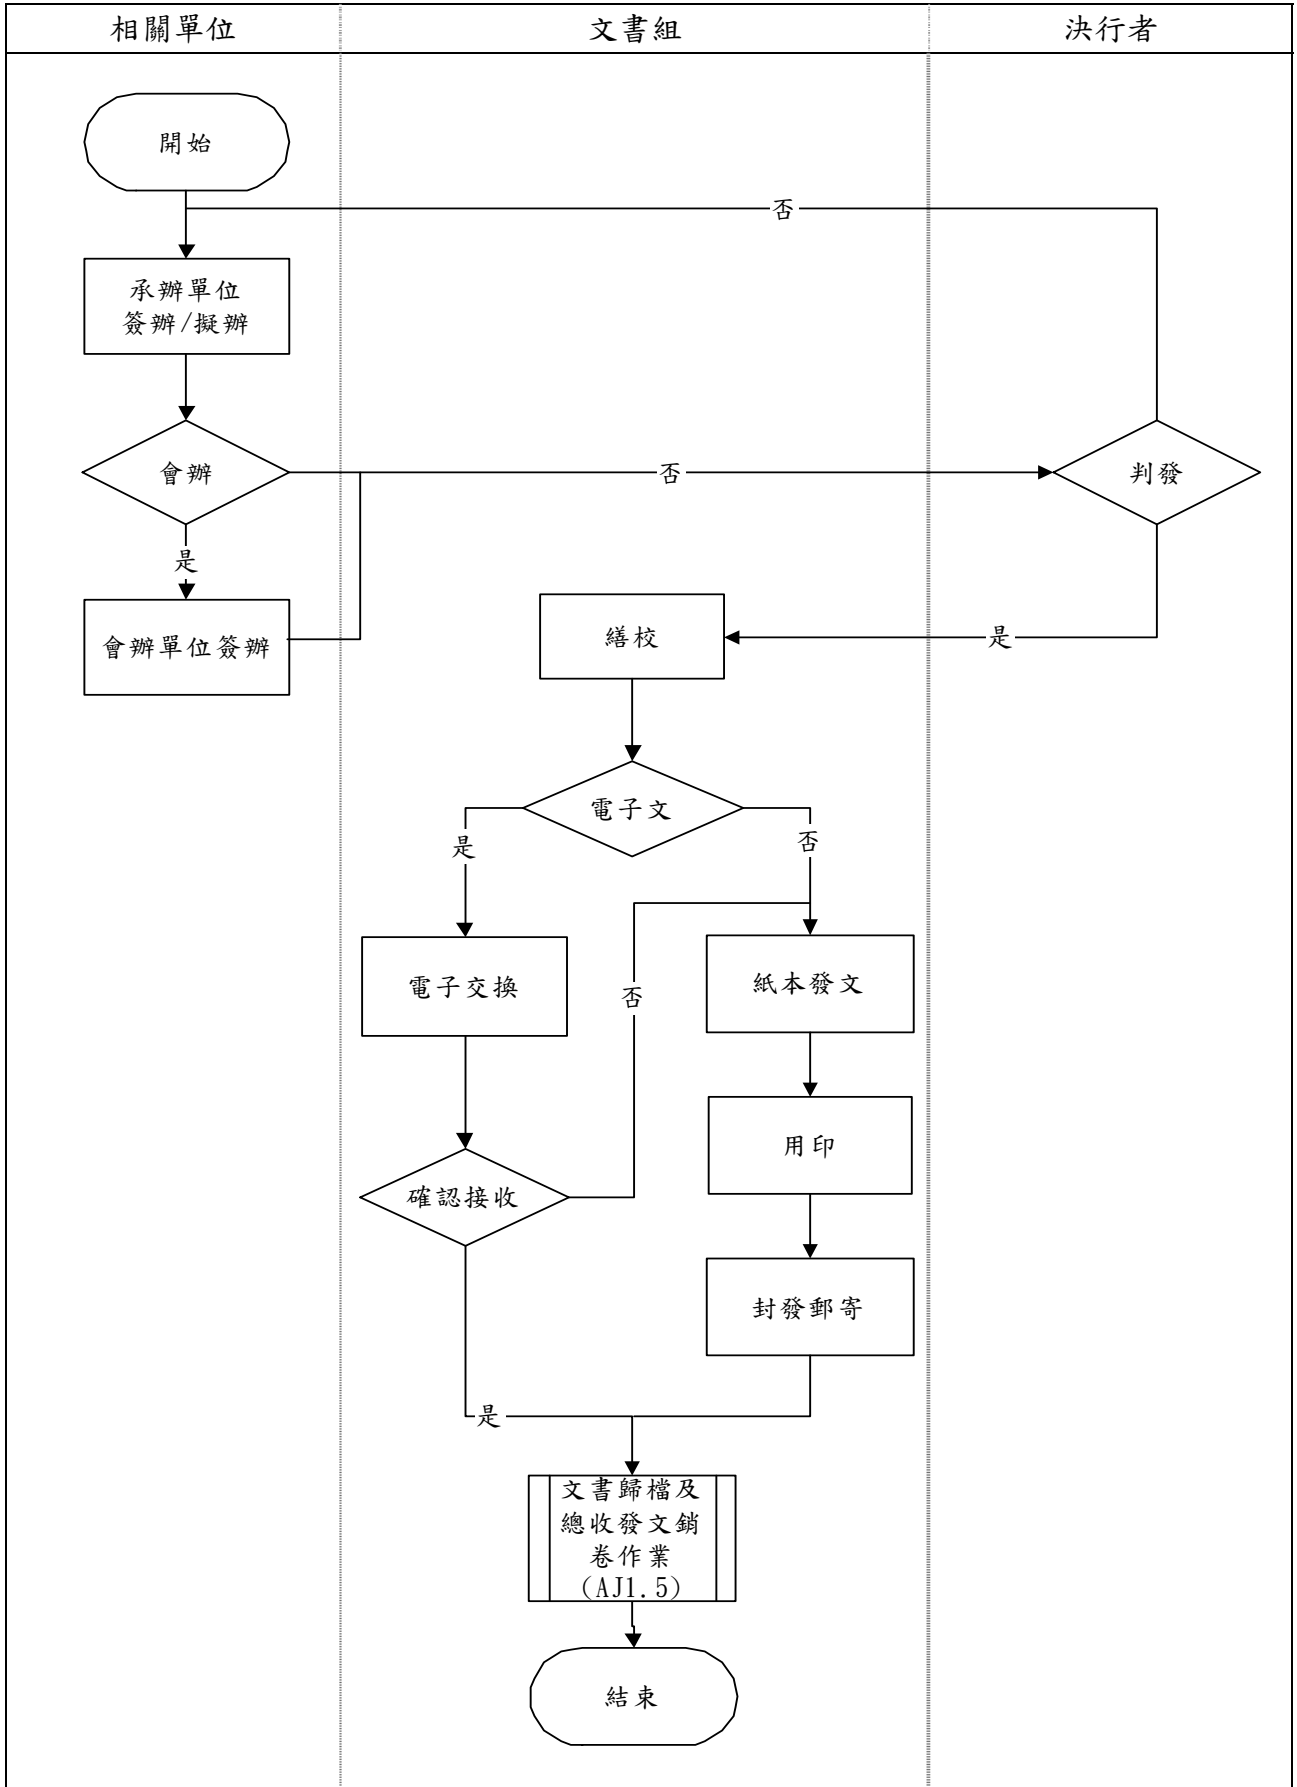 相關單位
文書組
決行者
開始
否
承辦單位
簽辦/擬辦
會辦
否
判發
是
會辦單位簽辦
繕校
是
電子文
是
否
電子交換
否
紙本發文
用印
確認接收
封發郵寄
是
文書歸檔及
總收發文銷
卷作業
(AJ1.5)
結束